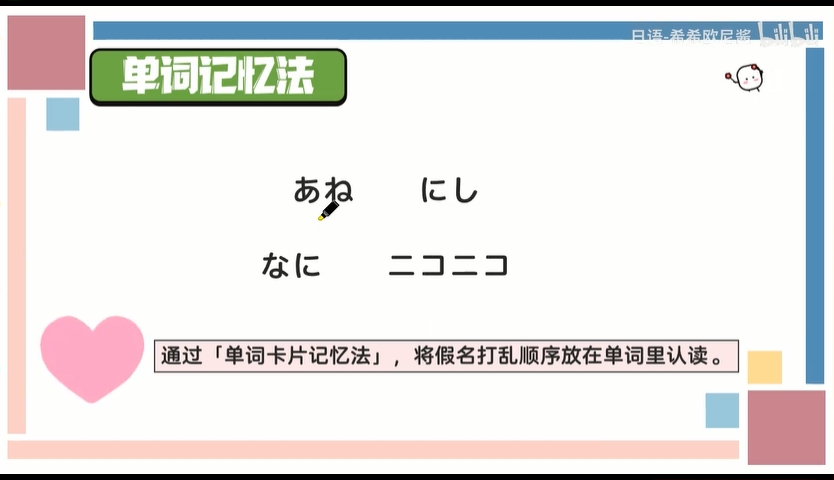 日语-希希欧尼酱 bilibili
单词记忆法
あね にし
なに ニコニコ
通过「单词卡片记忆法」，将假名打乱顺序放在单词里认读。